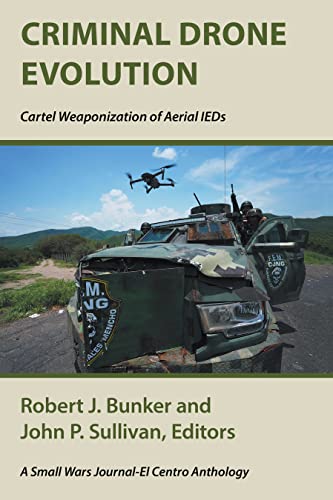 CRIMINAL DRONE
EVOLUTION
Cartel Weaponization of Aerial IEDs
F.E.M
CJNG
Robert J. Bunker and
John P. Sullivan, Editors
A Small Wars Journal-El Centro Anthology